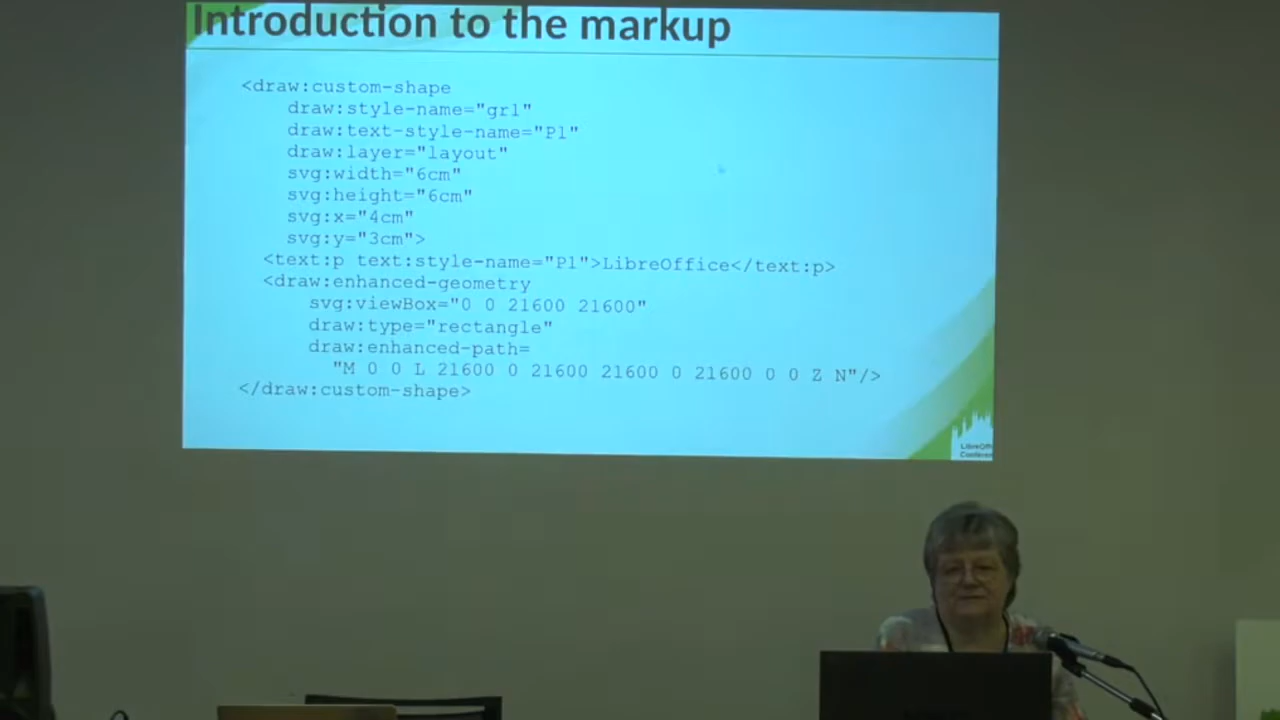 Introduction to the markup
<draw:custom-shape
draw:style-name="gr1"
draw:text-style-name="P1"
draw:layer="layout"
svg:width="6cm"
svg:height="6cm"
svg:x="4cm"
svg:y="3cm">
<text:p text:style-name="P1">LibreOffice</text:p>
<draw:enhanced-geometry
svg:viewBox="0 0 21600 21600"
draw:type="rectangle"
draw:enhanced-path=
"M 0 0 L 21600 0 21600 21600 0 21600 0 0 Z N"/>
</draw:custom-shape>